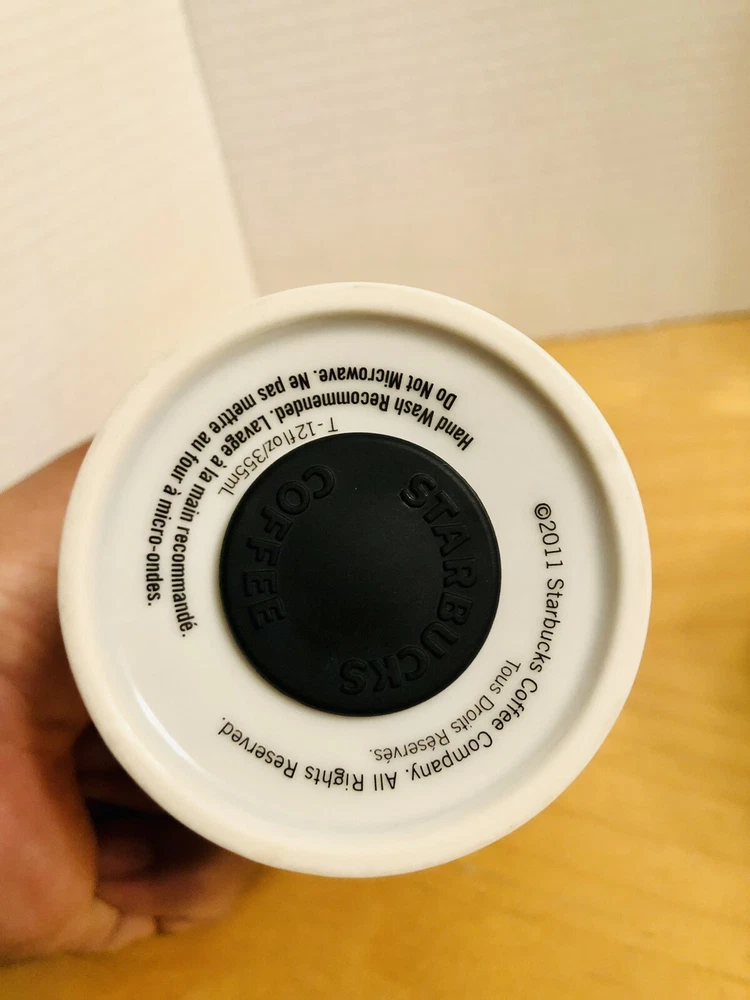 Do Not Microwave. Ne pas mettre au four à micro-ondes.
Hand Wash Recommended. Lavage à la main recommandé.
T - 12floz/355mL
STARBUCKS
COFFEE
©2011 Starbucks Coffee Company. All Rights Reserved.
Tous Droits Réservés.